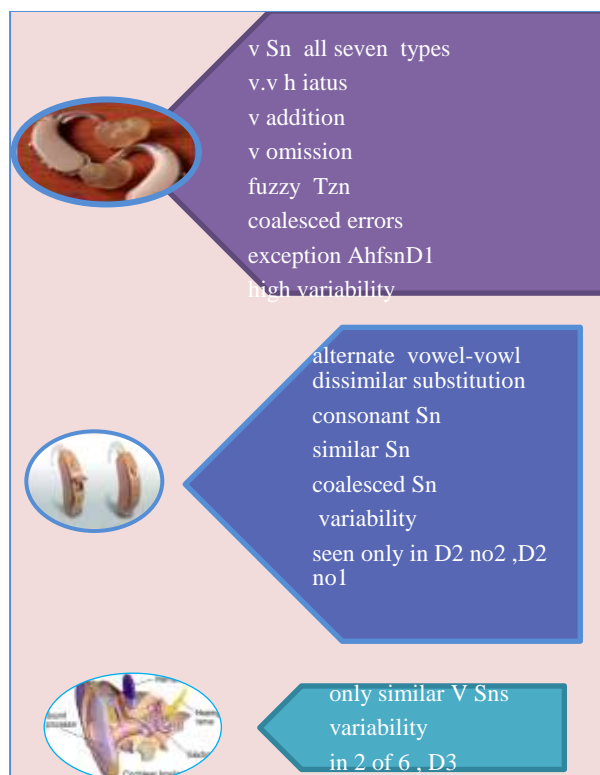 v Sn all seven types
v.v h iatus
v addition
v omission
fuzzy Tzn
coalesced errors
exception AhfsnD1
high variability
alternate vowel-vowl
dissimilar substitution
consonant Sn
similar Sn
coalesced Sn
variability
seen only in D2 no2 ,D2
no1
only similar V Sns
variability
in 2 of 6 , D3